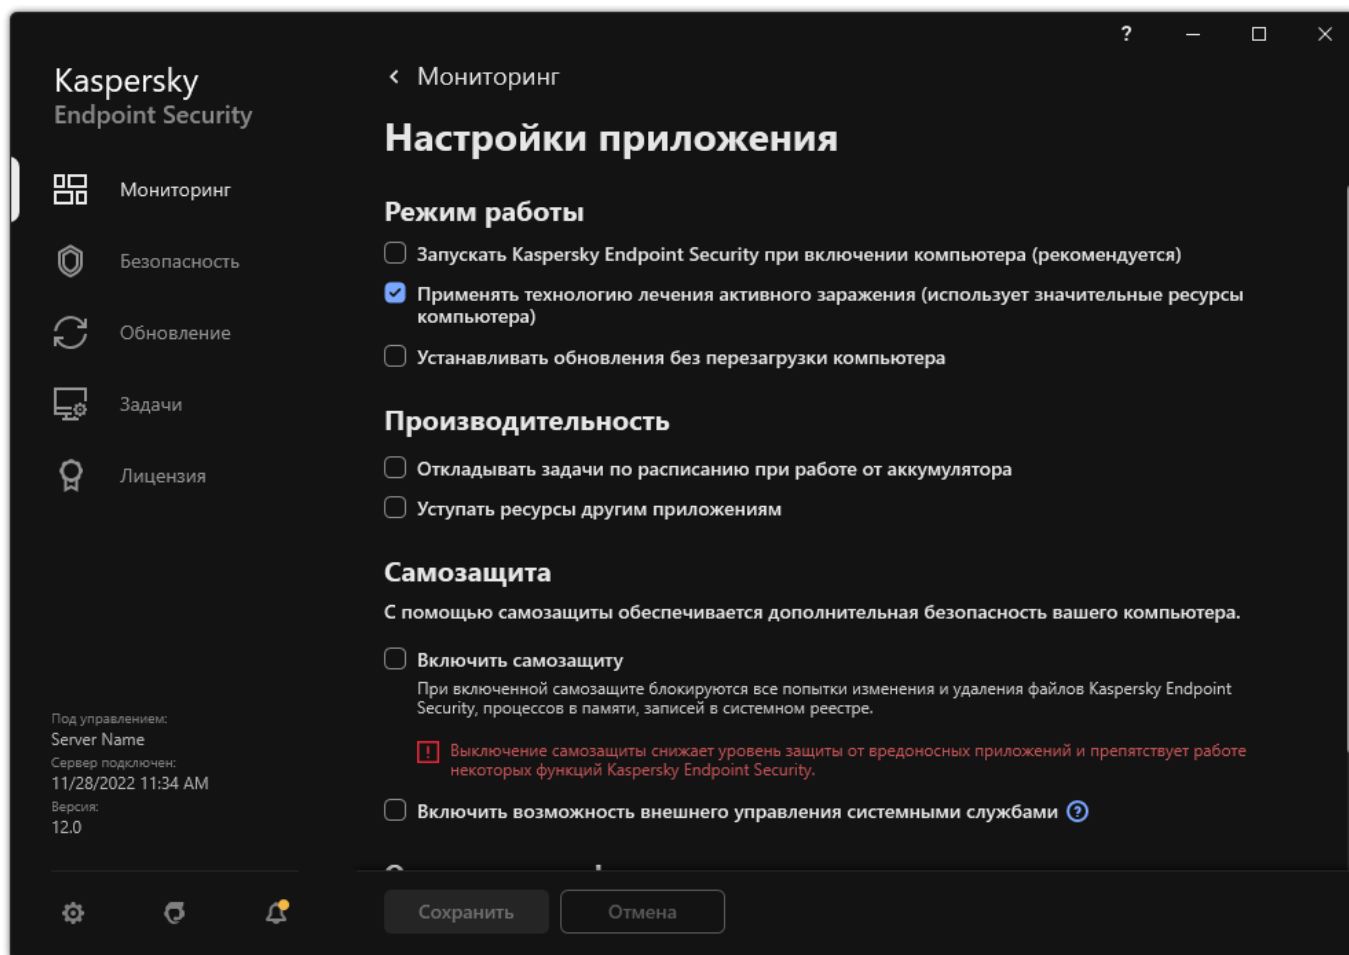 ?
Kaspersky
Endpoint Security
Мониторинг
Безопасность
Обновление
Задачи
Лицензия
Под управлением:
Server Name
Сервер подключен:
11/28/2022 11:34 AM
Версия:
12.0
Мониторинг
Настройки приложения
Режим работы
Запускать Kaspersky Endpoint Security при включении компьютера (рекомендуется)
Применять технологию лечения активного заражения (использует значительные ресурсы
компьютера)
Устанавливать обновления без перезагрузки компьютера
Производительность
Откладывать задачи по расписанию при работе от аккумулятора
Уступать ресурсы другим приложениям
Самозащита
С помощью самозащиты обеспечивается дополнительная безопасность вашего компьютера.
Включить самозащиту
При включенной самозащите блокируются все попытки изменения и удаления файлов Kaspersky Endpoint
Security, процессов в памяти, записей в системном реестре.
! Выключение самозащиты снижает уровень защиты от вредоносных приложений и препятствует работе
некоторых функций Kaspersky Endpoint Security.
Включить возможность внешнего управления системными службами ?
Сохранить
Отмена